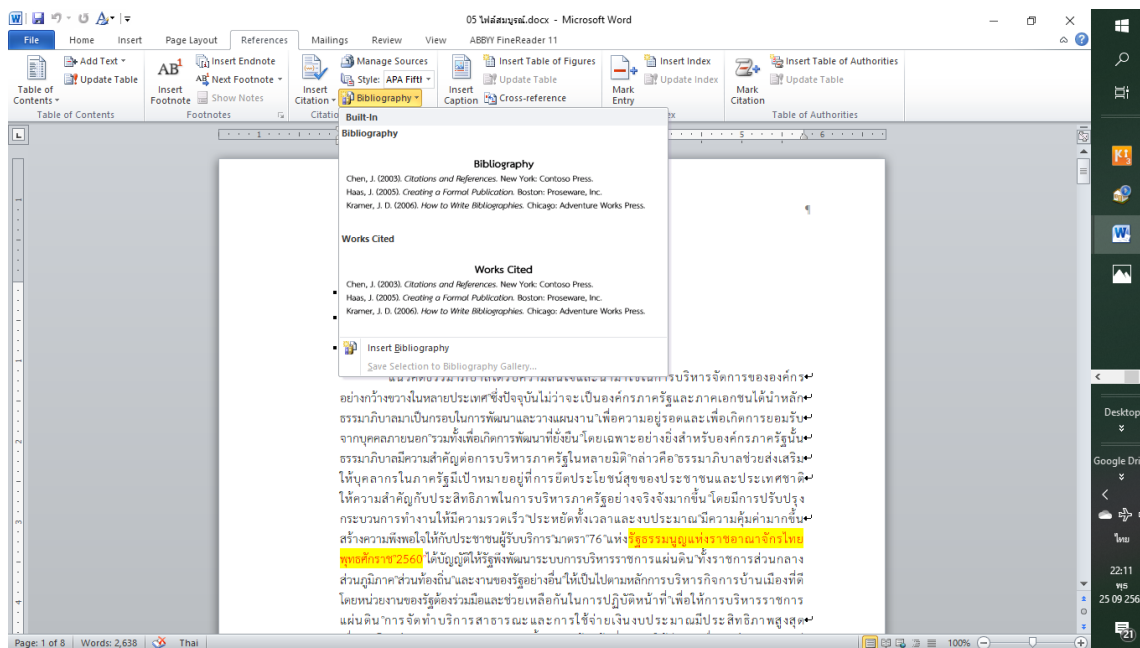 05 ไฟล์สมบูรณ์.docx - Microsoft Word
File Home Insert Page Layout References Mailings Review View ABBYY FineReader 11
Table of Contents
Add Text
Update Table
Table of Contents
AB¹
Insert Footnote
Insert Endnote
Next Footnote
Show Notes
Footnotes
Insert Citation
Manage Sources
Style: APA Fifth
Bibliography
Insert Caption
Insert Table of Figures
Update Table
Cross-reference
Mark Entry
Insert Index
Update Index
Mark Citation
Insert Table of Authorities
Update Table
Table of Authorities
Built-In
Bibliography
Bibliography
Chen, J. (2003). Citations and References. New York: Contoso Press.
Haas, J. (2005). Creating a Formal Publication. Boston: Proseware, Inc.
Kramer, J. D. (2006). How to Write Bibliographies. Chicago: Adventure Works Press.
Works Cited
Works Cited
Chen, J. (2003). Citations and References. New York: Contoso Press.
Haas, J. (2005). Creating a Formal Publication. Boston: Proseware, Inc.
Kramer, J. D. (2006). How to Write Bibliographies. Chicago: Adventure Works Press.
Insert Bibliography
Save Selection to Bibliography Gallery...
อย่างกว้างขวางในหลายประเทศ ซึ่งปัจจุบันไม่ว่าจะเป็นองค์กรภาครัฐและภาคเอกชนได้นำหลัก
ธรรมาภิบาลมาเป็นกรอบในการพัฒนาและวางแผนงาน เพื่อความอยู่รอดและเพื่อเกิดการยอมรับ
จากบุคคลภายนอก รวมทั้งเพื่อเกิดการพัฒนาที่ยั่งยืน โดยเฉพาะอย่างยิ่งสำหรับองค์กรภาครัฐนั้น
ธรรมาภิบาลมีความสำคัญต่อการบริหารภาครัฐในหลายมิติ กล่าวคือ ธรรมาภิบาลช่วยส่งเสริม
ให้บุคลากรในภาครัฐมีเป้าหมายอยู่ที่การยึดประโยชน์สุขของประชาชนและประเทศชาติ
ให้ความสำคัญกับประสิทธิภาพในการบริหารภาครัฐอย่างจริงจังมากขึ้น โดยมีการปรับปรุง
กระบวนการทำงานให้มีความรวดเร็ว ประหยัดทั้งเวลาและงบประมาณ มีความคุ้มค่ามากขึ้น
สร้างความพึงพอใจให้กับประชาชนผู้รับบริการ มาตรา 76 แห่งรัฐธรรมนูญแห่งราชอาณาจักรไทย
พุทธศักราช 2560 ได้บัญญัติให้รัฐพึงพัฒนาระบบการบริหารราชการแผ่นดิน ทั้งราชการส่วนกลาง
ส่วนภูมิภาค ส่วนท้องถิ่น และงานของรัฐอย่างอื่น ให้เป็นไปตามหลักการบริหารกิจการบ้านเมืองที่ดี
โดยหน่วยงานของรัฐต้องร่วมมือและช่วยเหลือกันในการปฏิบัติหน้าที่ เพื่อให้การบริหารราชการ
แผ่นดิน การจัดทำบริการสาธารณะและการใช้จ่ายเงินงบประมาณมีประสิทธิภาพสูงสุด
Page: 1 of 8 Words: 2,638 Thai 100%
Desktop
Google Dri
ไทย
22:11
พุธ
25 09 256
21